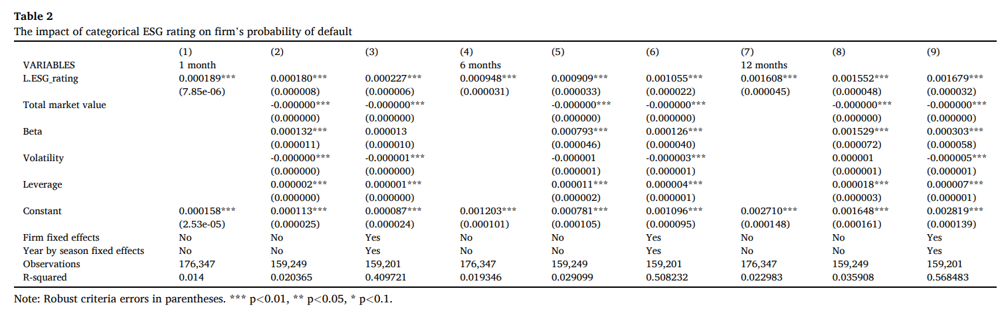 Table 2
The impact of categorical ESG rating on firm's probability of default
(1) (2) (3) (4) (5) (6) (7) (8) (9)
VARIABLES 1 month 6 months 12 months
L.ESG_rating 0.000189*** 0.000180*** 0.000227*** 0.000948*** 0.000909*** 0.001055*** 0.001608*** 0.001552*** 0.001679***
(7.85e-06) (0.000008) (0.000006) (0.000031) (0.000033) (0.000022) (0.000045) (0.000048) (0.000032)
Total market value -0.000000*** -0.000000*** -0.000000*** -0.000000*** -0.000000*** -0.000000***
(0.000000) (0.000000) (0.000000) (0.000000) (0.000000) (0.000000)
Beta 0.000132*** 0.000013 0.000793*** 0.000126*** 0.001529*** 0.000303***
(0.000011) (0.000010) (0.000046) (0.000040) (0.000072) (0.000058)
Volatility -0.000000*** -0.000001*** -0.000001 -0.000003*** 0.000001 -0.000005***
(0.000000) (0.000000) (0.000001) (0.000001) (0.000001) (0.000001)
Leverage 0.000002*** 0.000001*** 0.000011*** 0.000004*** 0.000018*** 0.000007***
(0.000000) (0.000000) (0.000002) (0.000001) (0.000003) (0.000001)
Constant 0.000158*** 0.000113*** 0.000087*** 0.001203*** 0.000781*** 0.001096*** 0.002710*** 0.001648*** 0.002819***
(2.53e-05) (0.000025) (0.000024) (0.000101) (0.000105) (0.000095) (0.000148) (0.000161) (0.000139)
Firm fixed effects No No Yes No No Yes No No Yes
Year by season fixed effects No No Yes No No Yes No No Yes
Observations 176,347 159,249 159,201 176,347 159,249 159,201 176,347 159,249 159,201
R-squared 0.014 0.020365 0.409721 0.019346 0.029099 0.508232 0.022983 0.035908 0.568483
Note: Robust criteria errors in parentheses. *** p<0.01, ** p<0.05, * p<0.1.